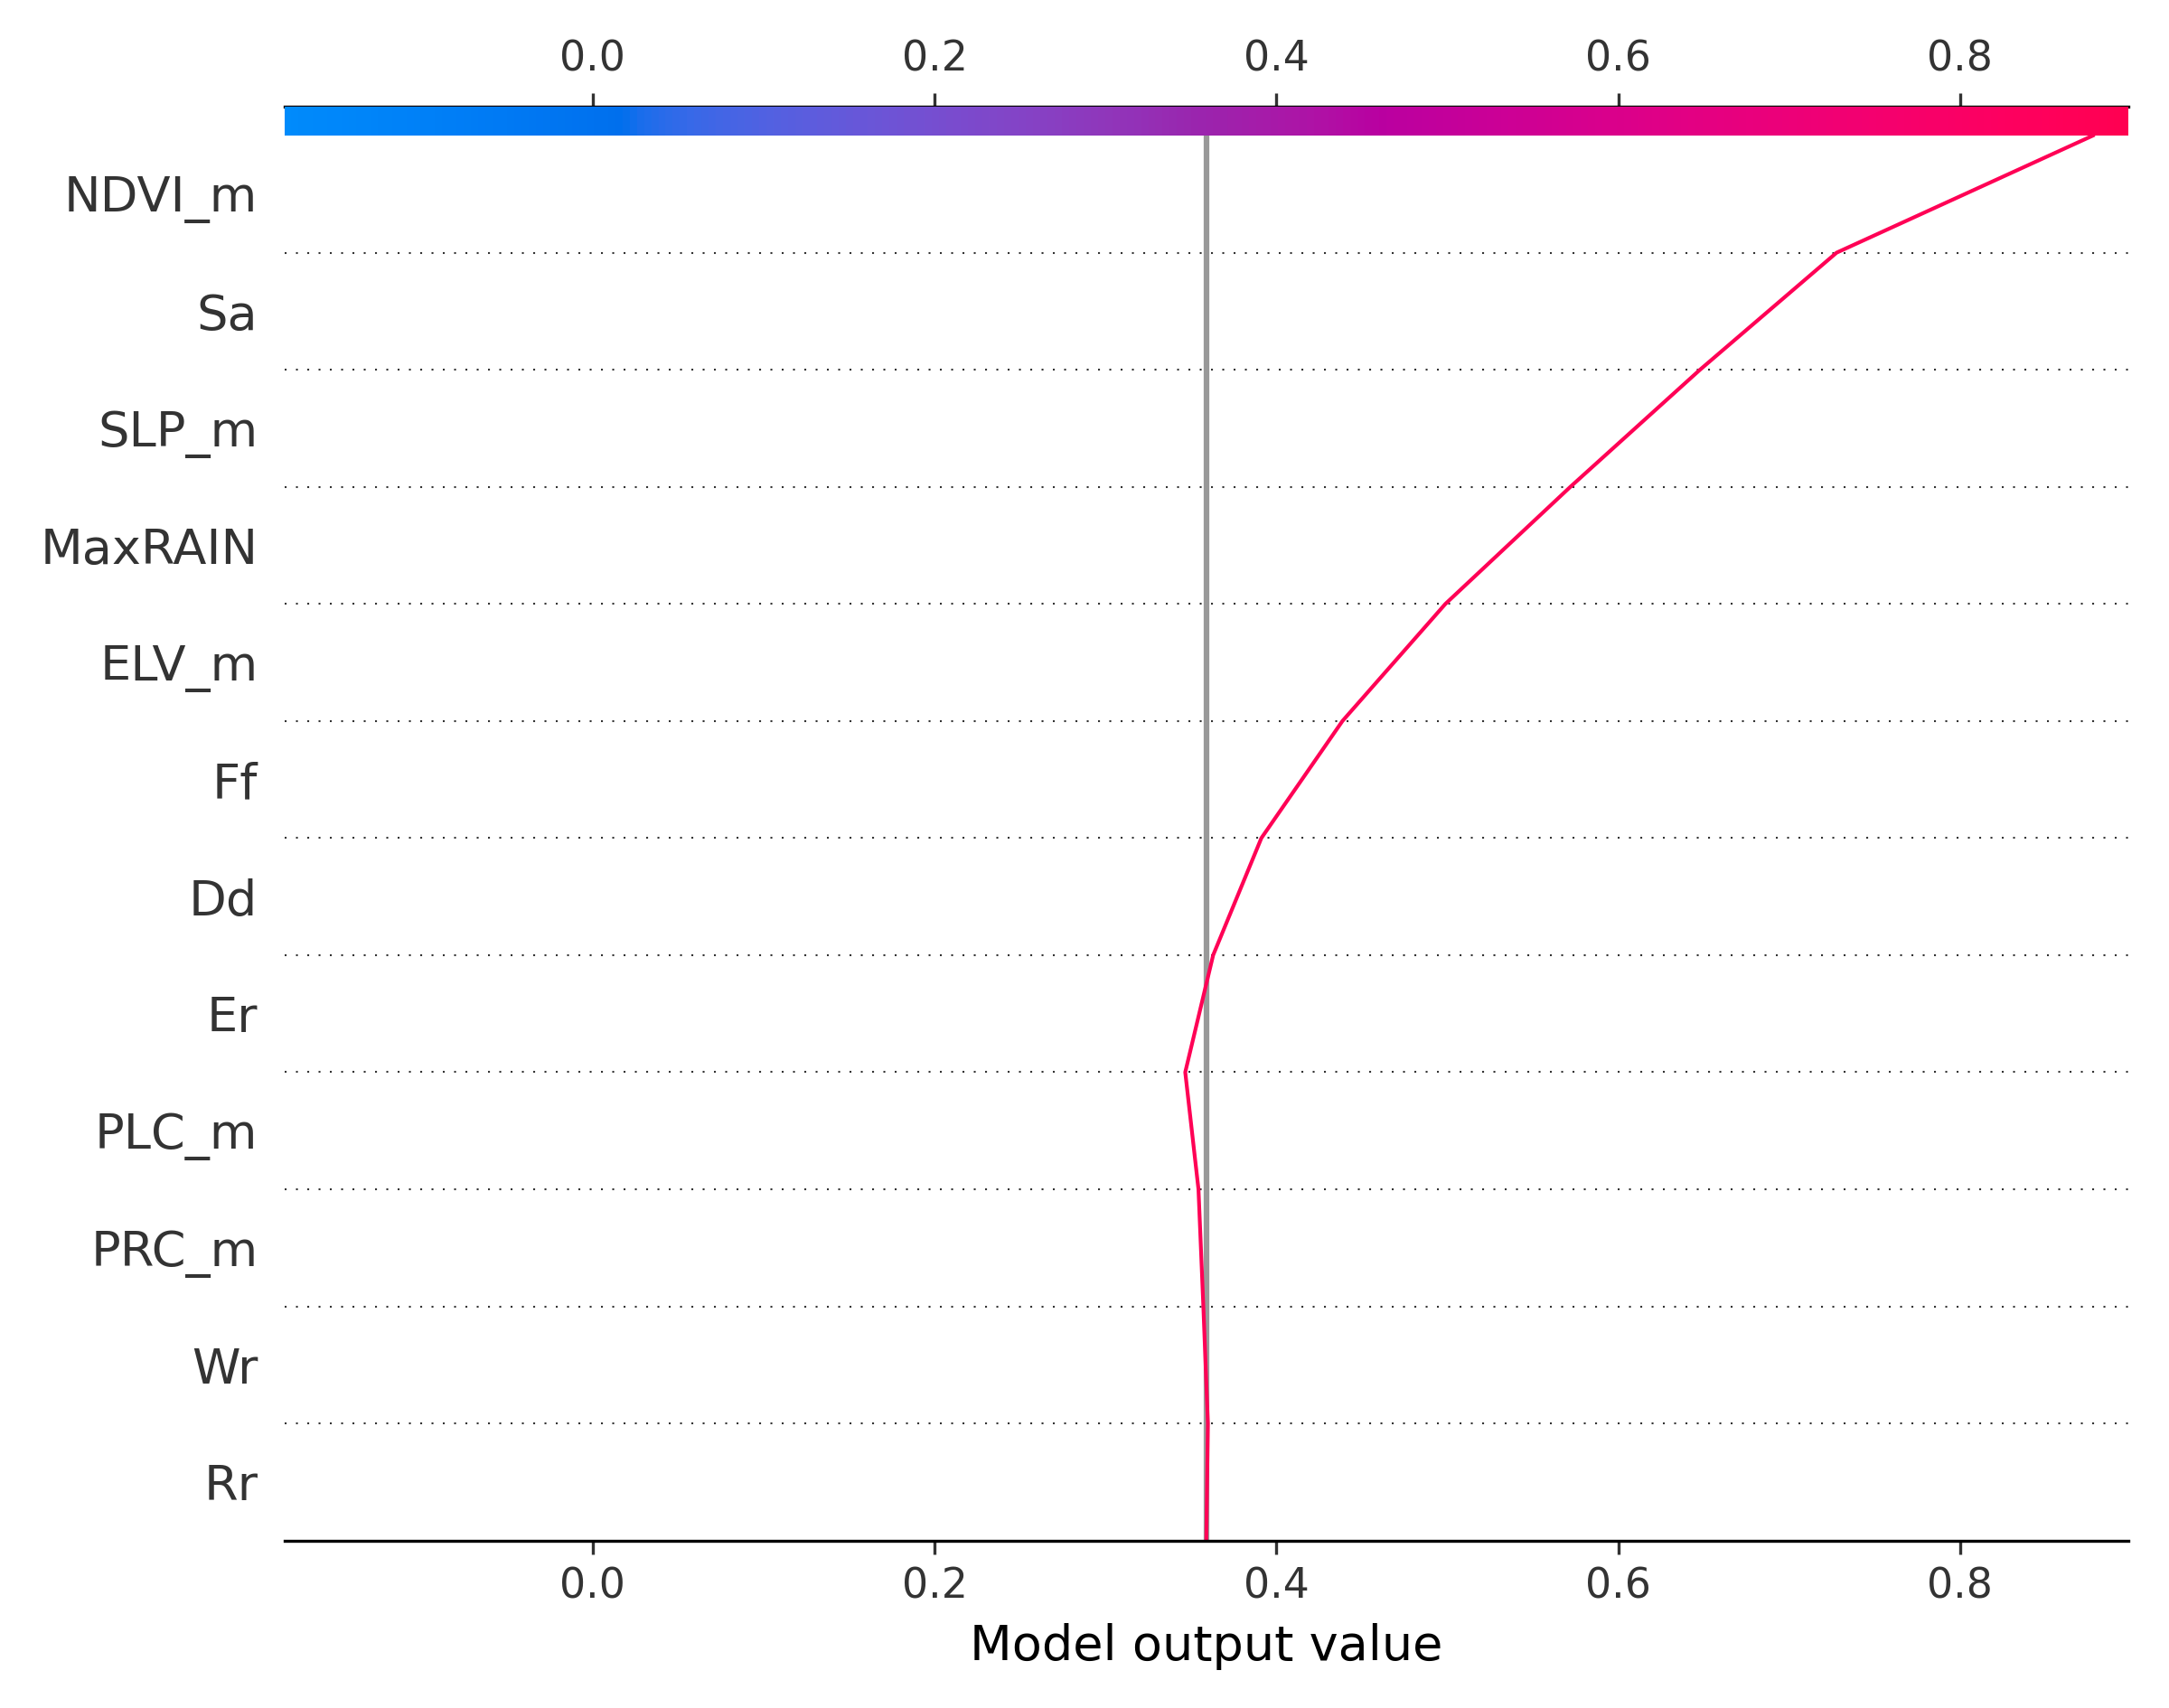 0.0 0.2 0.4 0.6 0.8
NDVI_m
Sa
SLP_m
MaxRAIN
ELV_m
Ff
Dd
Er
PLC_m
PRC_m
Wr
Rr
0.0 0.2 0.4 0.6 0.8
Model output value